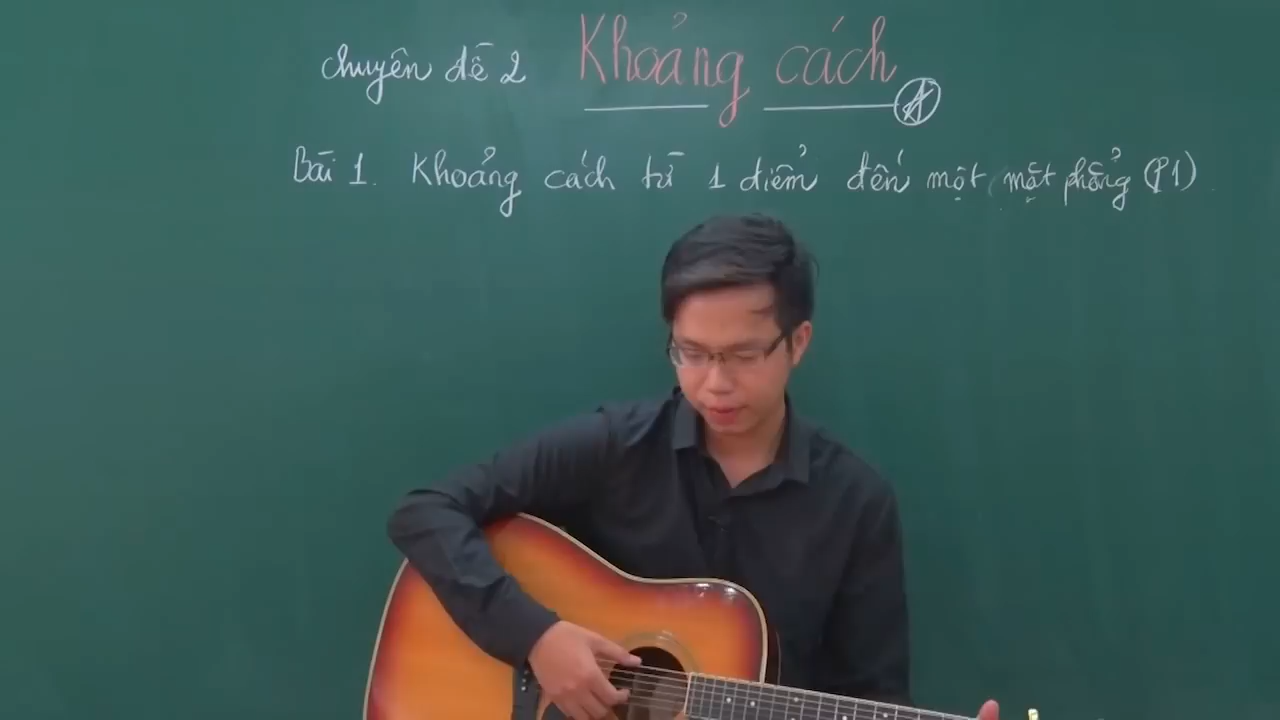 Chuyên đề 2 Khoảng cách A
Bài 1. Khoảng cách từ 1 điểm đến một mặt phẳng (P1)